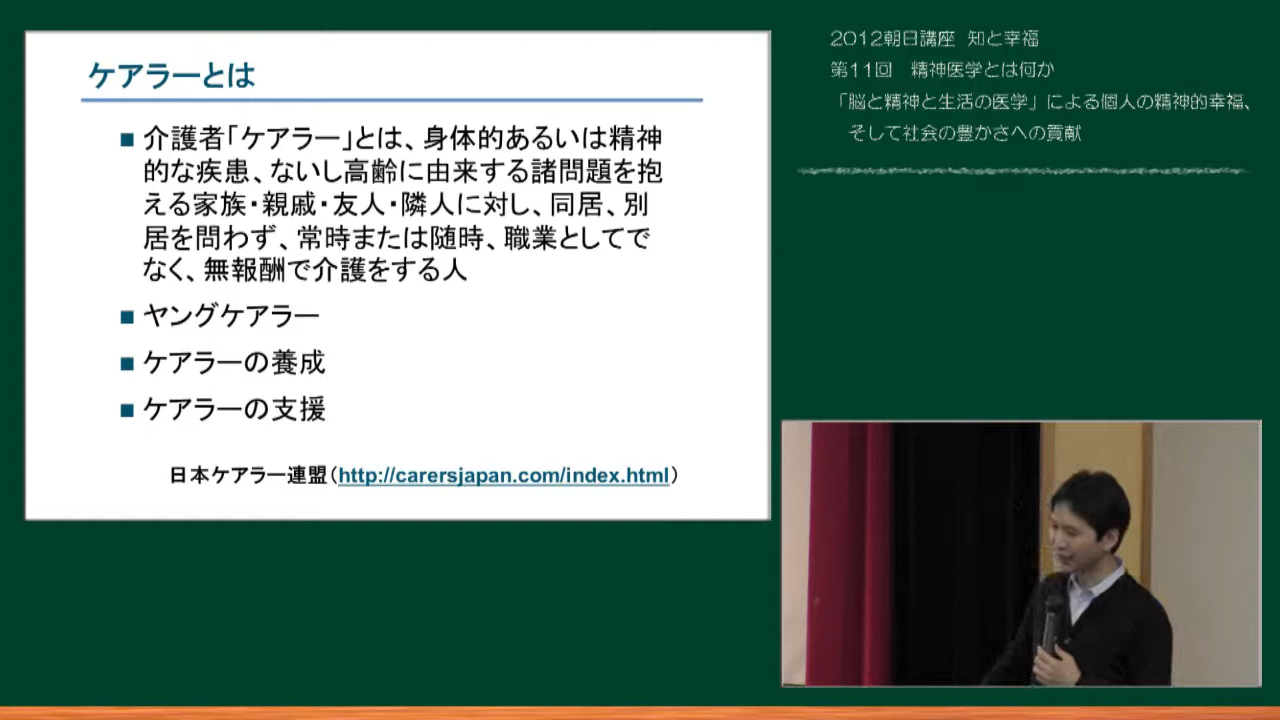 ケアラーとは
■ 介護者「ケアラー」とは、身体的あるいは精神
的な疾患、ないし高齢に由来する諸問題を抱
える家族・親戚・友人・隣人に対し、同居、別
居を問わず、常時または随時、職業としてで
なく、無報酬で介護をする人
■ ヤングケアラー
■ ケアラーの養成
■ ケアラーの支援
日本ケアラー連盟(http://carersjapan.com/index.html)
2012朝日講座 知と幸福
第11回 精神医学とは何か
「脳と精神と生活の医学」による個人の精神的幸福、
そして社会の豊かさへの貢献